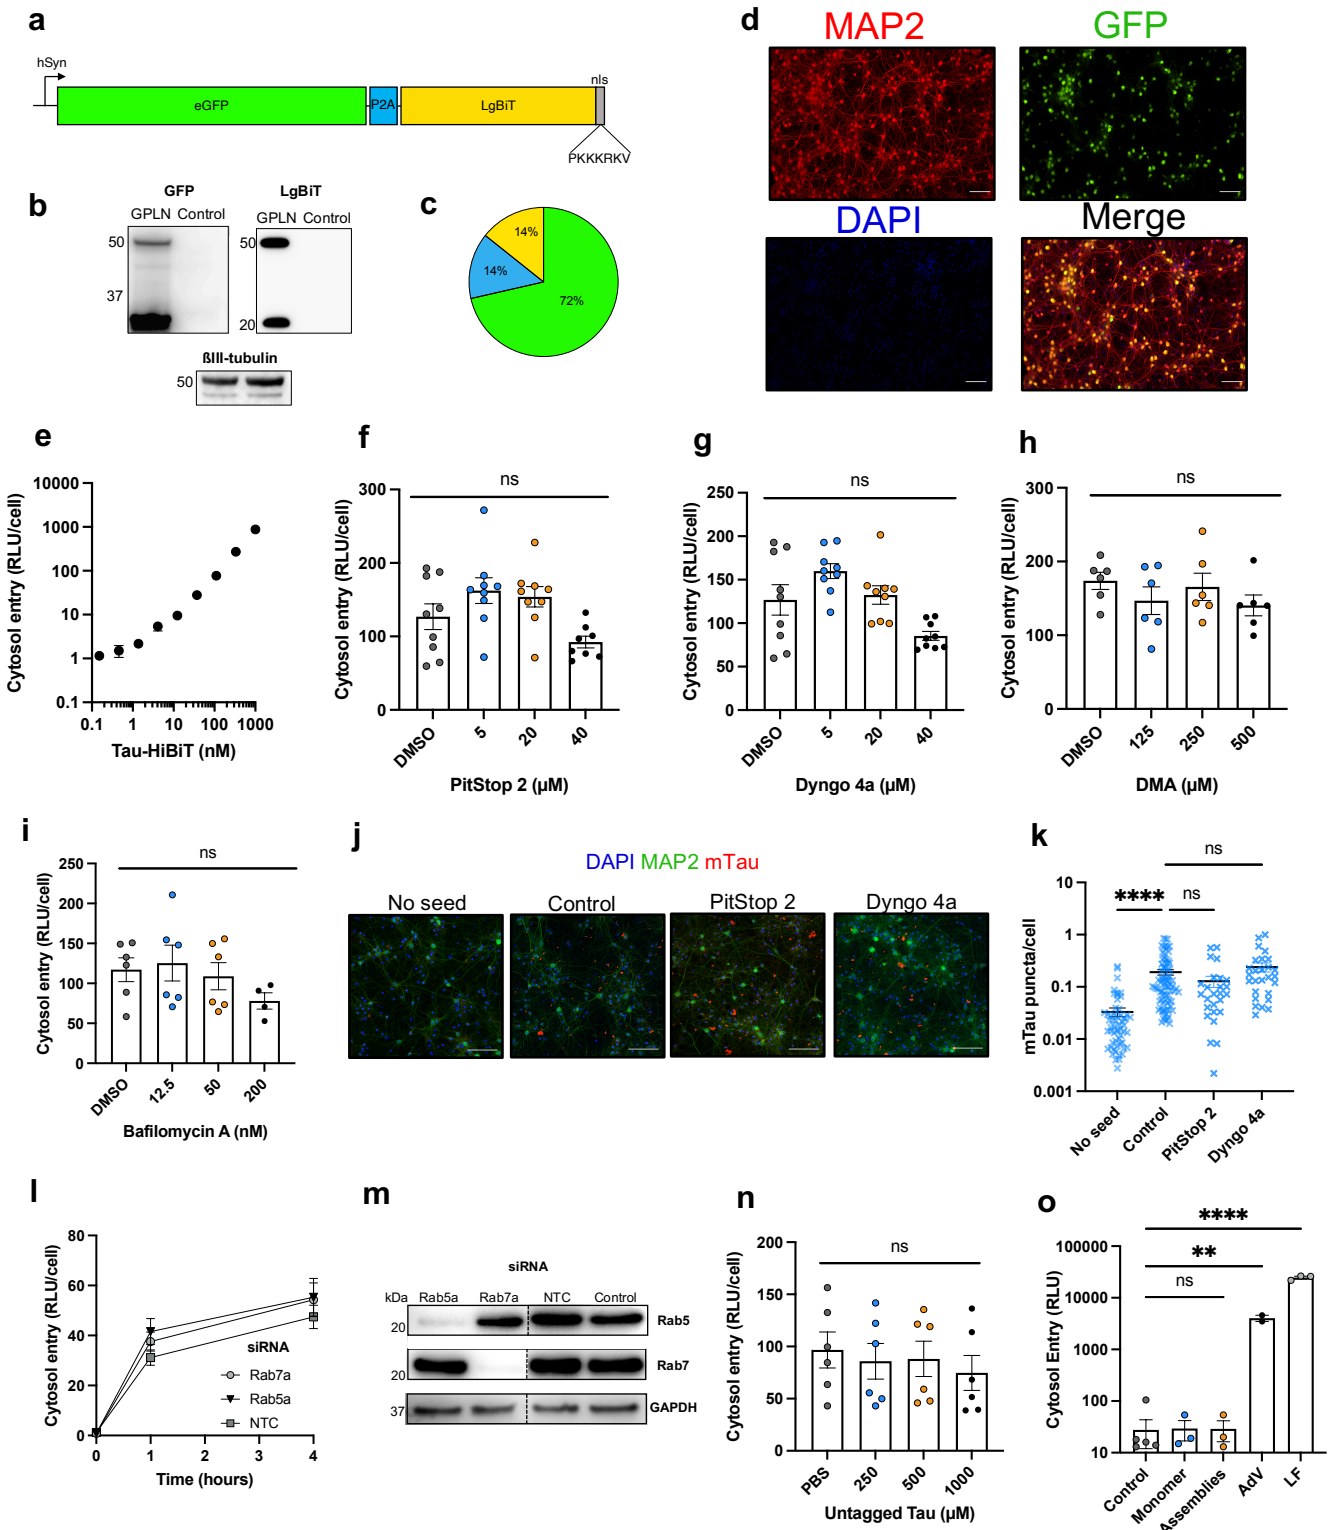 a
hSyn
nls
eGFP
P2A
LgBiT
PKKKRKV
b
GFP
LgBiT
GPLN Control
GPLN Control
50
37
50
20
ßIII-tubulin
50
c
14%
14%
72%
d
MAP2
GFP
DAPI
Merge
e
Cytosol entry (RLU/cell)
10000
1000
100
10
1
0.1
0.1 1 10 100 1000
Tau-HiBiT (nM)
f
ns
Cytosol entry (RLU/cell)
300
200
100
0
DMSO 5 20 40
PitStop 2 (µM)
g
ns
Cytosol entry (RLU/cell)
250
200
150
100
50
0
DMSO 5 20 40
Dyngo 4a (µM)
h
ns
Cytosol entry (RLU/cell)
300
200
100
0
DMSO 125 250 500
DMA (µM)
i
ns
Cytosol entry (RLU/cell)
250
200
150
100
50
0
DMSO 12.5 50 200
Bafilomycin A (nM)
j
DAPI MAP2 mTau
No seed Control PitStop 2 Dyngo 4a
k
ns
**** ns
mTau puncta/cell
10
1
0.1
0.01
0.001
No seed Control PitStop 2 Dyngo 4a
l
Cytosol entry (RLU/cell)
80
60
40
20
0
siRNA
Rab7a
Rab5a
NTC
0 1 2 3 4
Time (hours)
m
siRNA
kDa Rab5a Rab7a NTC Control
20 Rab5
20 Rab7
37 GAPDH
n
ns
Cytosol entry (RLU/cell)
200
150
100
50
0
PBS 250 500 1000
Untagged Tau (µM)
o
****
**
ns
Cytosol Entry (RLU)
100000
10000
1000
100
10
Control Monomer Assemblies AdV LF